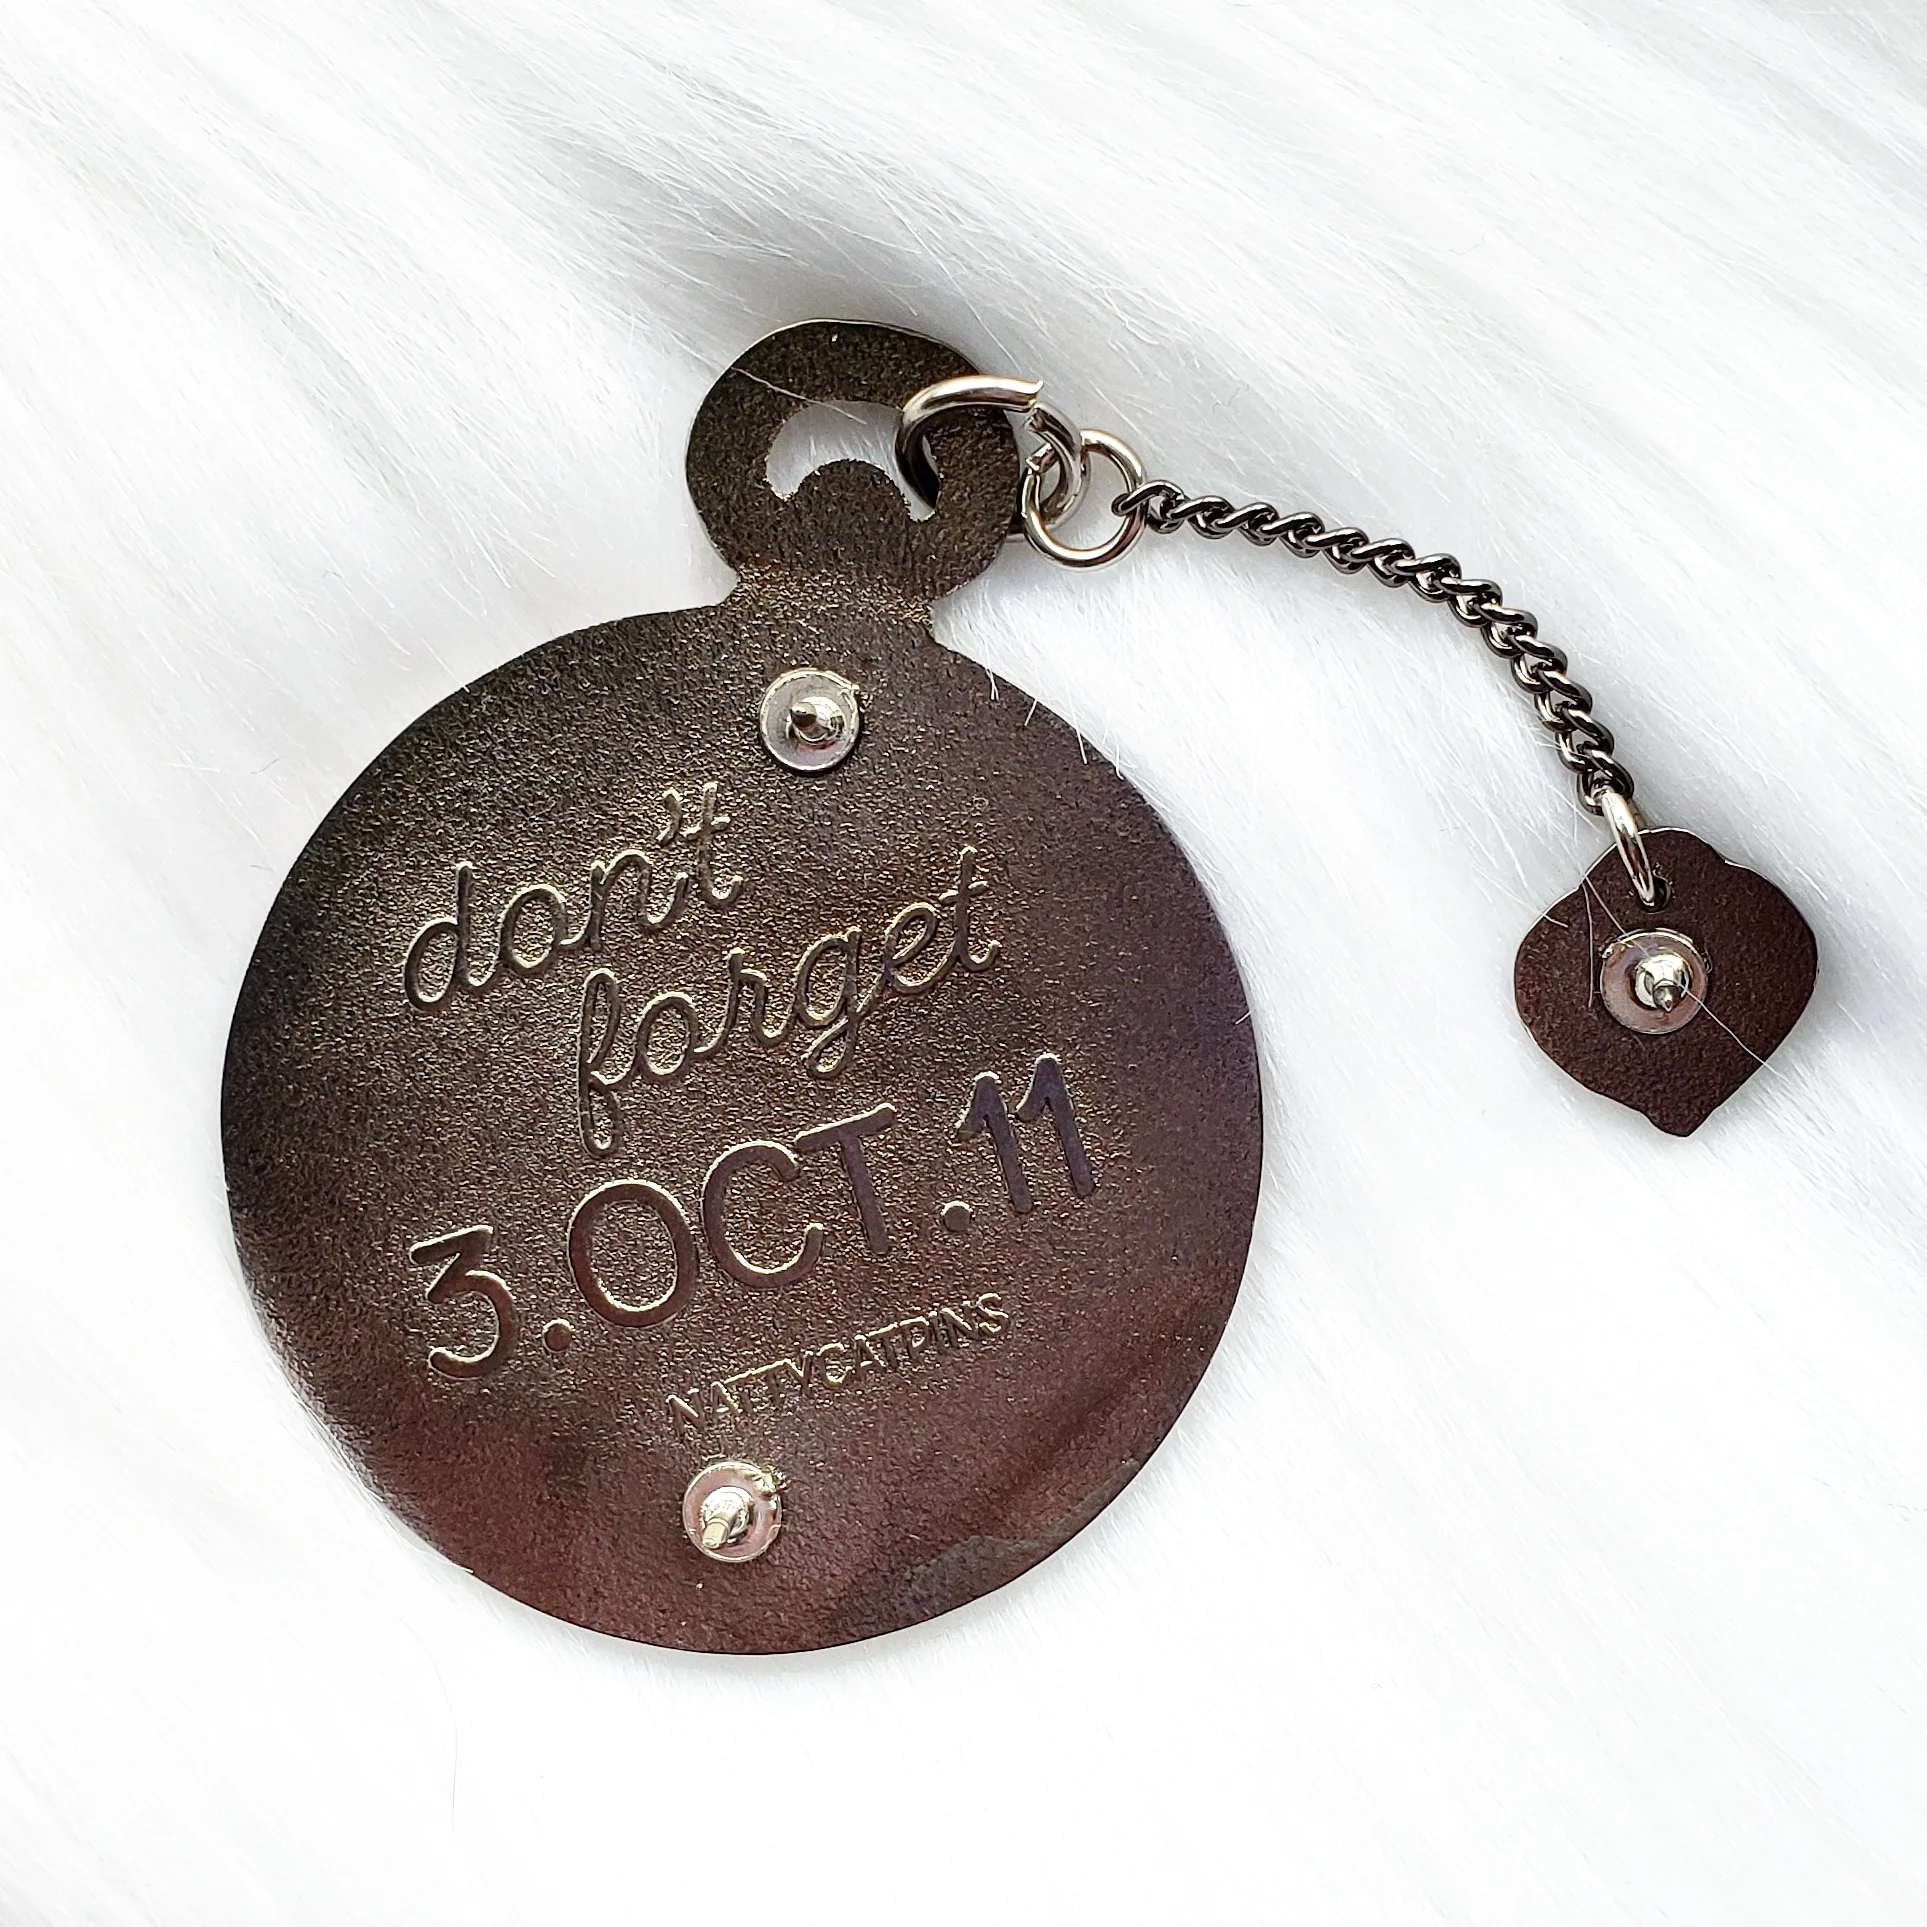 don't
forget
3.OCT.11
NATTYCATPINS